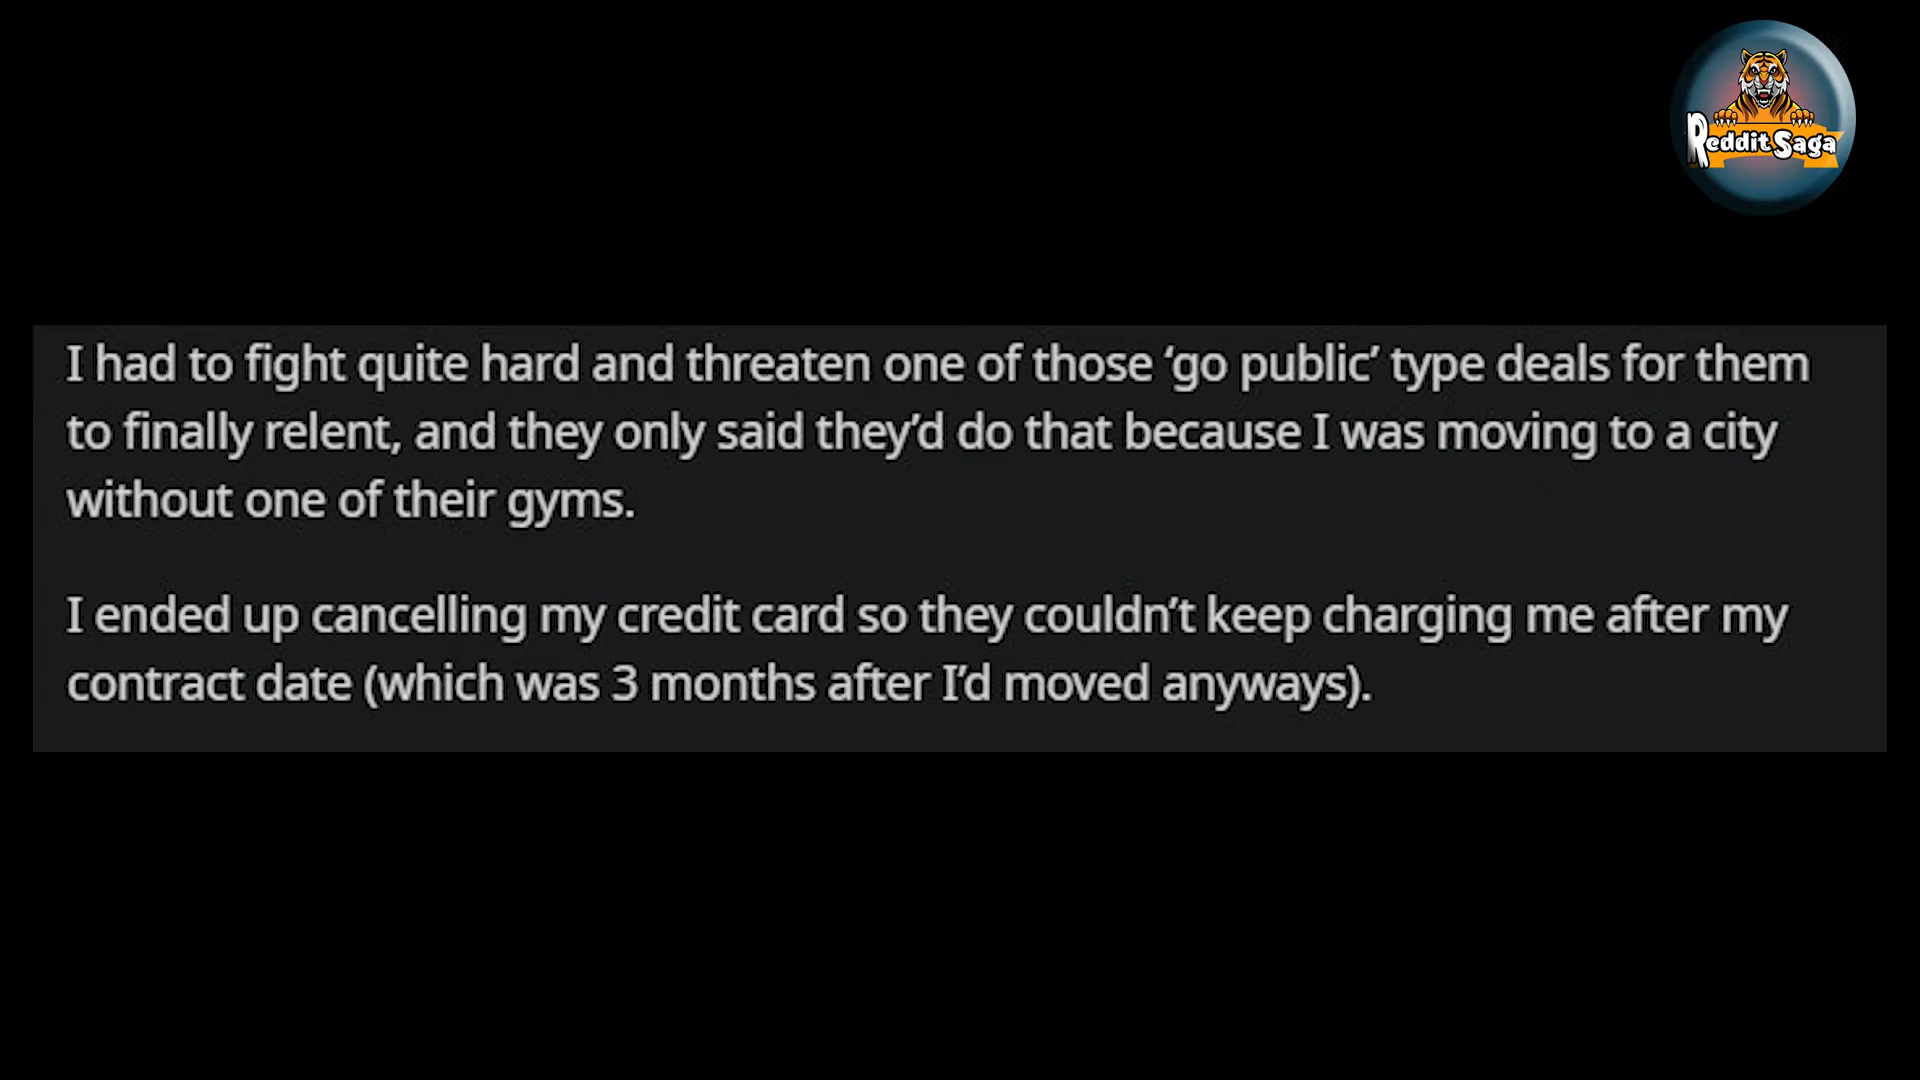 Reddit Saga
I had to fight quite hard and threaten one of those ‘go public’ type deals for them
to finally relent, and they only said they’d do that because I was moving to a city
without one of their gyms.
I ended up cancelling my credit card so they couldn’t keep charging me after my
contract date (which was 3 months after I’d moved anyways).